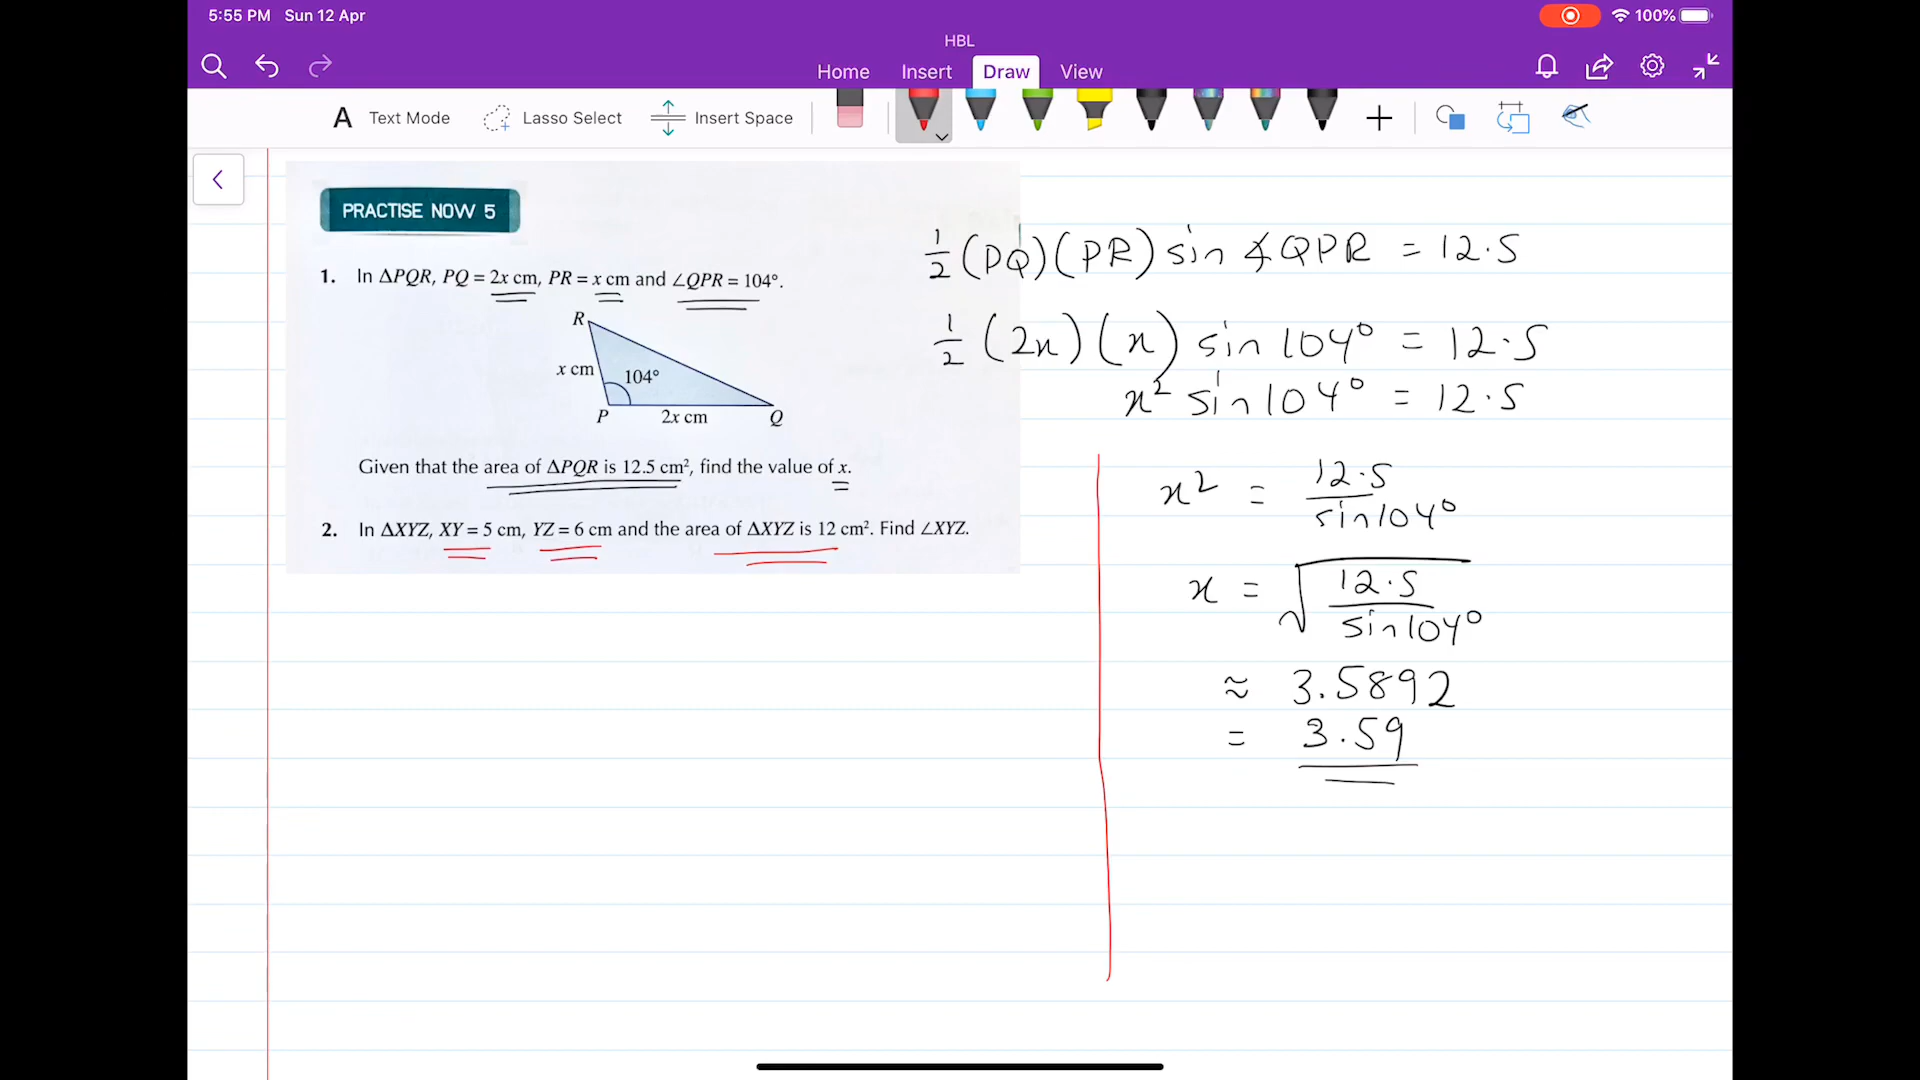 5:55 PM Sun 12 Apr
100%
HBL
Home Insert Draw View
A Text Mode Lasso Select Insert Space
PRACTISE NOW 5
1. In ΔPQR, PQ = 2x cm, PR = x cm and ∠QPR = 104°.
R
x cm
104°
P
2x cm
Q
Given that the area of ΔPQR is 12.5 cm², find the value of x.
2. In ΔXYZ, XY = 5 cm, YZ = 6 cm and the area of ΔXYZ is 12 cm². Find ∠XYZ.
1/2 (PQ)(PR) sin ∡QPR = 12.5
1/2 (2x)(x) sin 104° = 12.5
x² sin 104° = 12.5
x² = 12.5 / sin 104°
x = √(12.5 / sin 104°)
≈ 3.5892
= 3.59